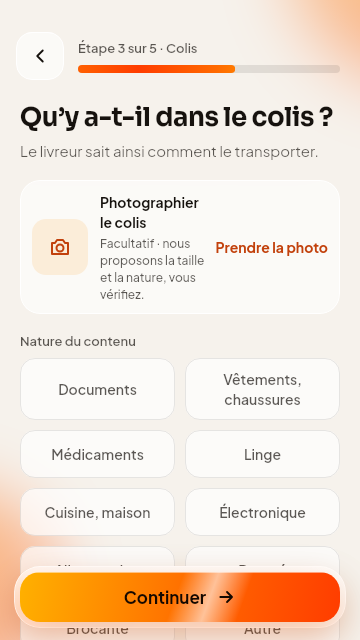 Étape 3 sur 5 · Colis
Qu’y a-t-il dans le colis ?
Le livreur sait ainsi comment le transporter.
Photographier
le colis
Facultatif · nous
proposons la taille
et la nature, vous
vérifiez.
Prendre la photo
Nature du contenu
Documents
Vêtements,
chaussures
Médicaments
Linge
Cuisine, maison
Électronique
Continuer
Brocante
Autre